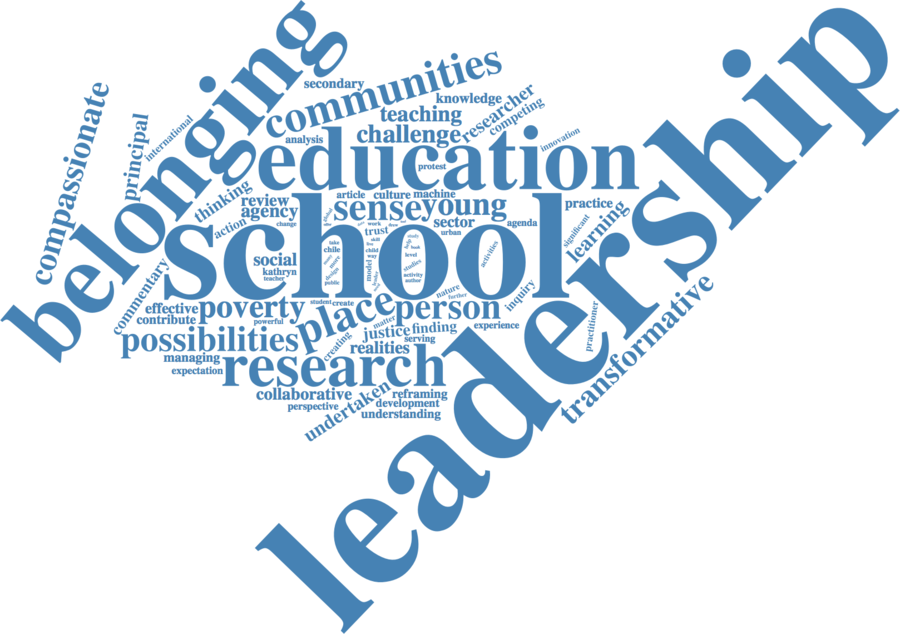 belonging
secondary
communities
compassionate
principal
international
knowledge
researcher
competing
teaching
challenge
analysis
education
innovation
protest
leadership
thinking
article
culture
machine
review
agency
action
change
sense
young
practice
sector
urban
agenda
school
global
work
trust
skill
child
way
model
study
book
level
studies
activity
author
activities
significant
learning
take
chile
more
design
public
social
kathryn
teacher
commentary
effective
contribute
poverty
powerful
student
create
place
person
nature
further
inquiry
experience
practitioner
transformative
possibilities
matter
justice
finding
serving
creating
realities
managing
expectation
research
collaborative
perspective
undertaken
reframing
development
understanding